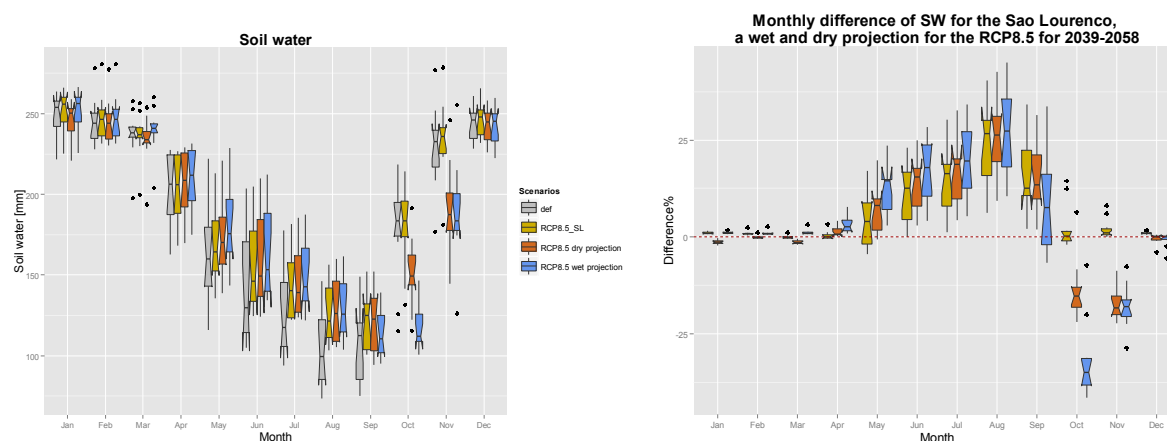 Soil water
250
200
150
100
Soil water [mm]
Jan Feb Mar Apr May Jun Jul Aug Sep Oct Nov Dec
Month
Scenarios
def
RCP8.5_SL
RCP8.5 dry projection
RCP8.5 wet projection
Monthly difference of SW for the Sao Lourenco,
a wet and dry projection for the RCP8.5 for 2039-2058
25
0
-25
Difference%
Jan Feb Mar Apr May Jun Jul Aug Sep Oct Nov Dec
Month